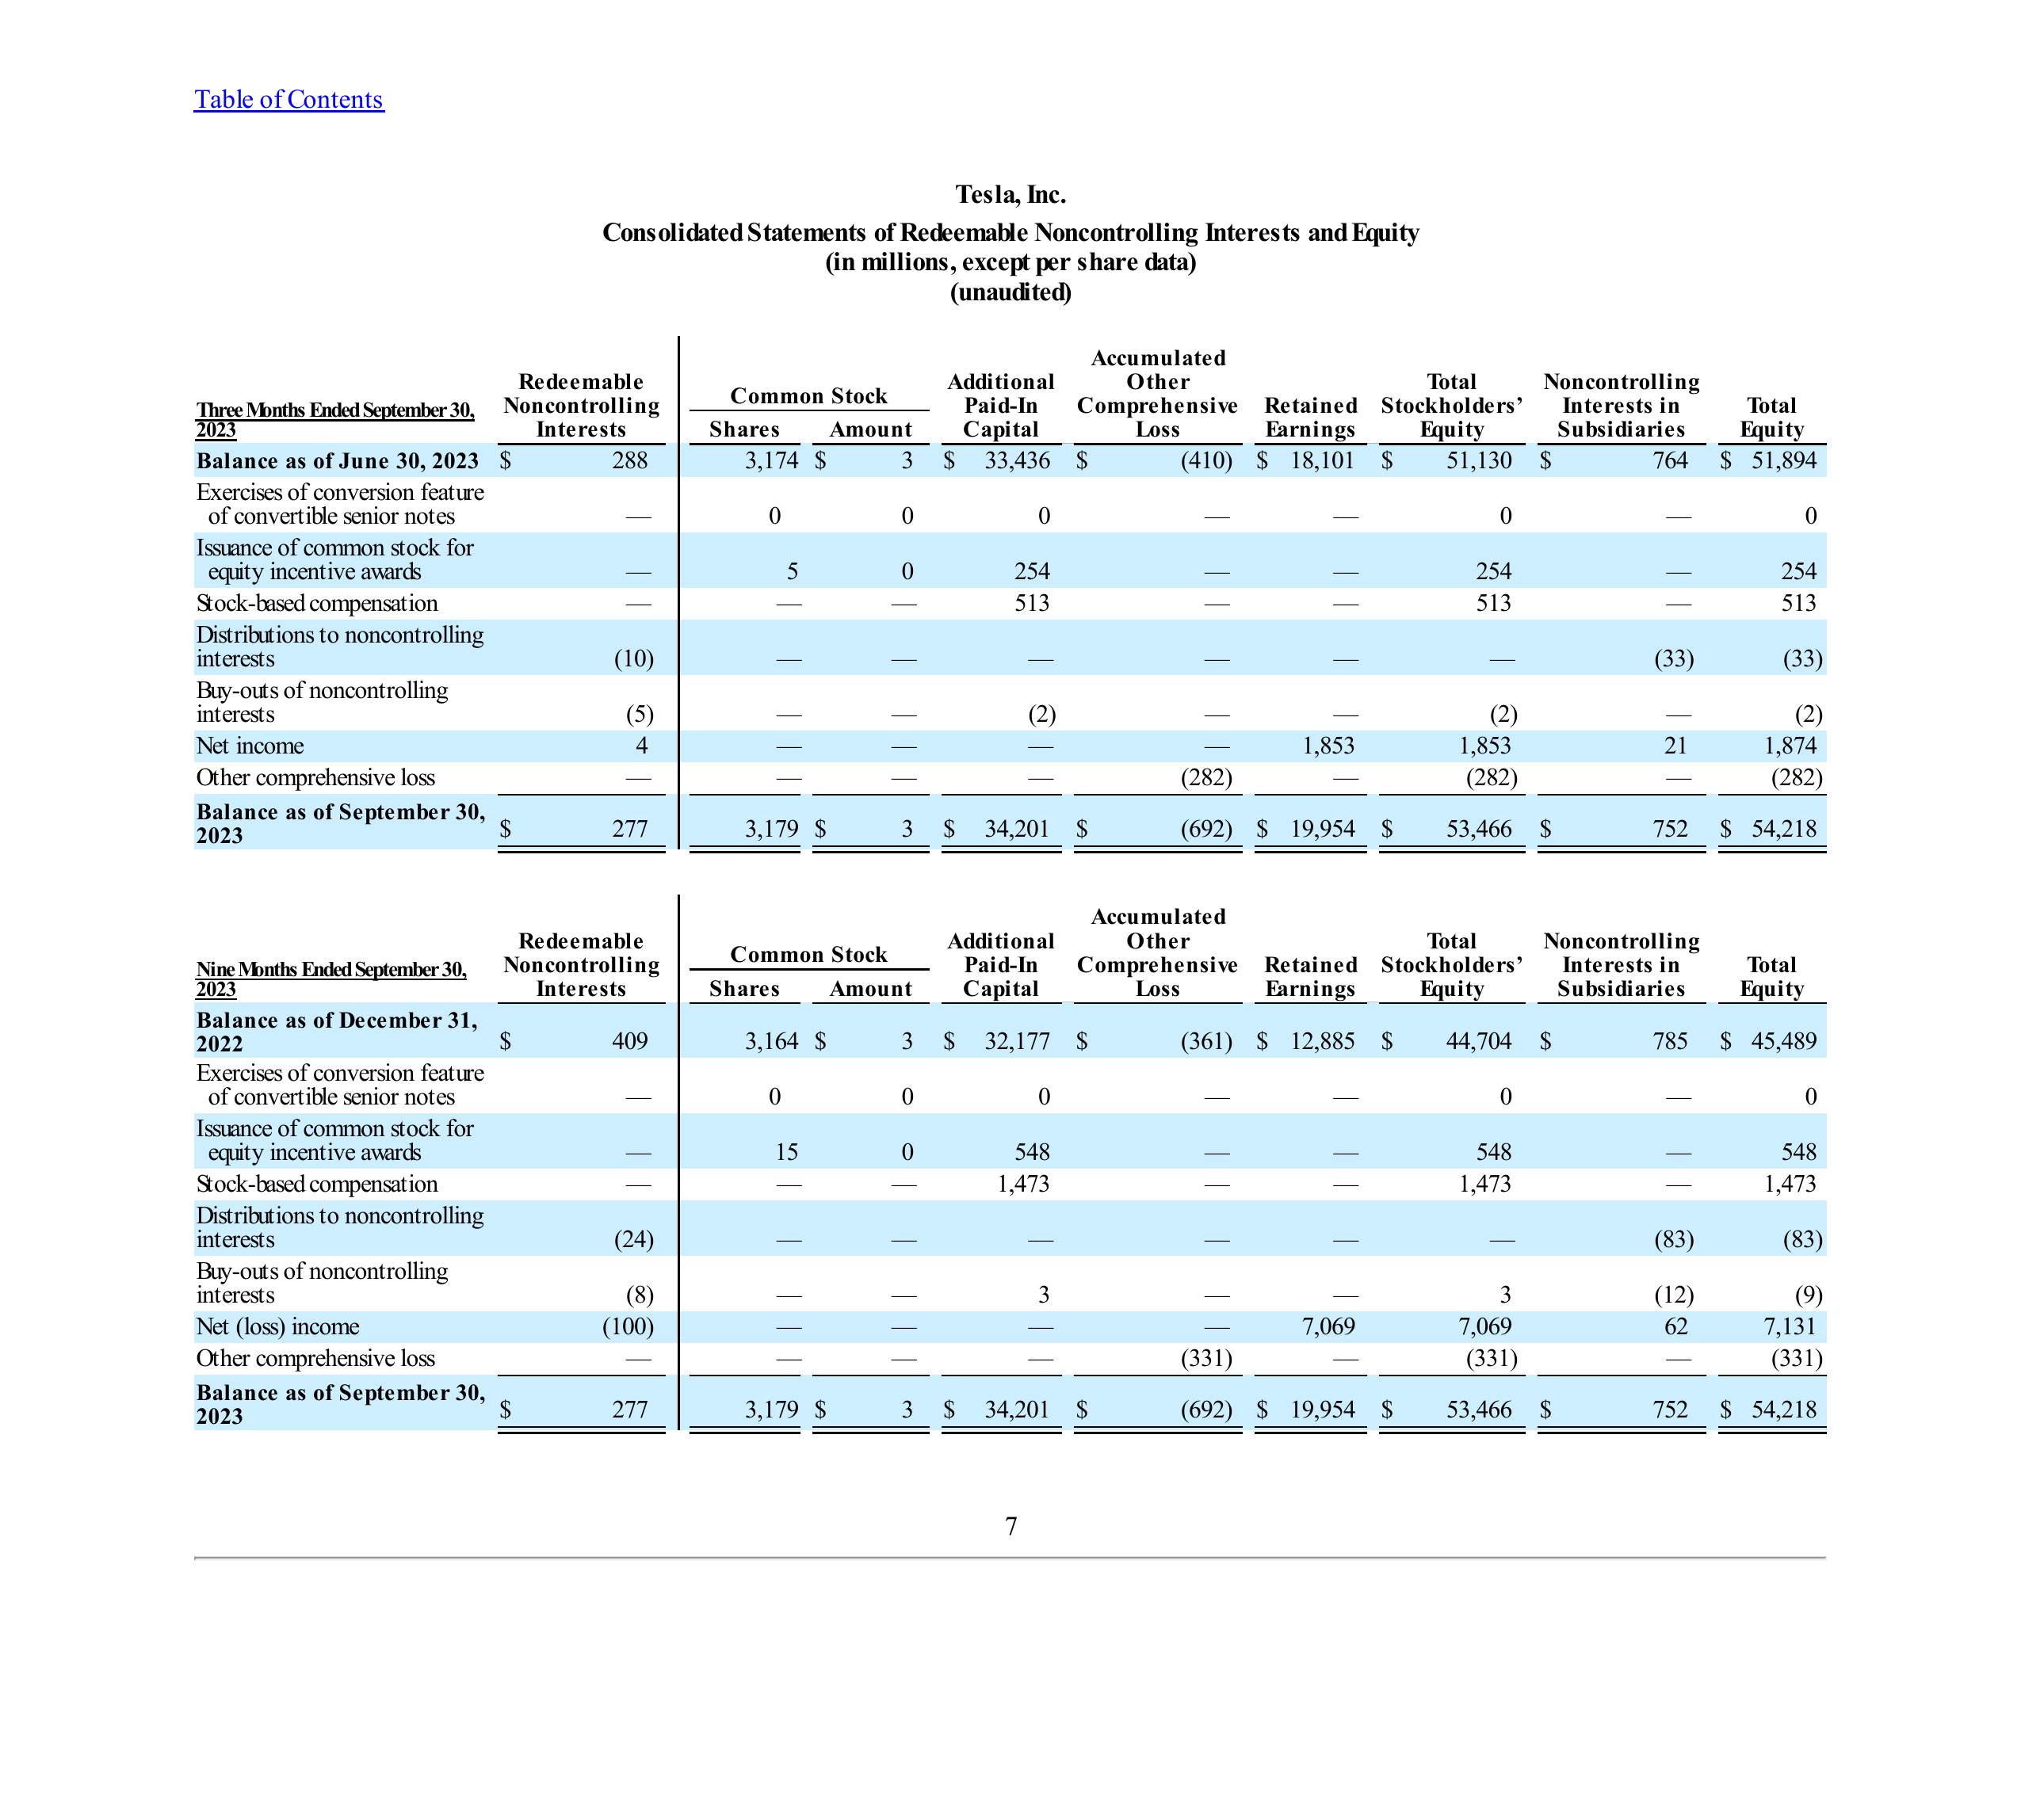 Table of Contents
Tesla, Inc.
Consolidated Statements of Redeemable Noncontrolling Interests and Equity
(in millions, except per share data)
(unaudited)
Three Months Ended September 30, 2023 Redeemable Noncontrolling Interests Common Stock Shares Amount Additional Paid-In Capital Accumulated Other Comprehensive Loss Retained Earnings Total Stockholders’ Equity Noncontrolling Interests in Subsidiaries Total Equity
Balance as of June 30, 2023 $ 288 3,174 $ 3 $ 33,436 $ (410) $ 18,101 $ 51,130 $ 764 $ 51,894
Exercises of conversion feature
of convertible senior notes — 0 0 0 — — 0 — 0
Issuance of common stock for
equity incentive awards — 5 0 254 — — 254 — 254
Stock-based compensation — — — 513 — — 513 — 513
Distributions to noncontrolling
interests (10) — — — — — — (33) (33)
Buy-outs of noncontrolling
interests (5) — — (2) — — (2) — (2)
Net income 4 — — — — 1,853 1,853 21 1,874
Other comprehensive loss — — — — (282) — (282) — (282)
Balance as of September 30,
2023 $ 277 3,179 $ 3 $ 34,201 $ (692) $ 19,954 $ 53,466 $ 752 $ 54,218
Nine Months Ended September 30, 2023 Redeemable Noncontrolling Interests Common Stock Shares Amount Additional Paid-In Capital Accumulated Other Comprehensive Loss Retained Earnings Total Stockholders’ Equity Noncontrolling Interests in Subsidiaries Total Equity
Balance as of December 31,
2022 $ 409 3,164 $ 3 $ 32,177 $ (361) $ 12,885 $ 44,704 $ 785 $ 45,489
Exercises of conversion feature
of convertible senior notes — 0 0 0 — — 0 — 0
Issuance of common stock for
equity incentive awards — 15 0 548 — — 548 — 548
Stock-based compensation — — — 1,473 — — 1,473 — 1,473
Distributions to noncontrolling
interests (24) — — — — — — (83) (83)
Buy-outs of noncontrolling
interests (8) — — 3 — — 3 (12) (9)
Net (loss) income (100) — — — — 7,069 7,069 62 7,131
Other comprehensive loss — — — — (331) — (331) — (331)
Balance as of September 30,
2023 $ 277 3,179 $ 3 $ 34,201 $ (692) $ 19,954 $ 53,466 $ 752 $ 54,218
7